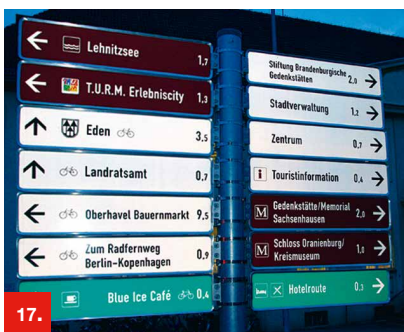 Lehnitzsee 1,7
T.U.R.M. Erlebniscity 1,3
Eden 3,5
Landratsamt 0,7
Oberhavel Bauernmarkt 9,5
Zum Radfernweg
Berlin-Kopenhagen 0,9
Blue Ice Café 0,4
Stiftung Brandenburgische
Gedenkstätten 2,0
Stadtverwaltung 1,2
Zentrum 0,7
i Touristinformation 0,4
M Gedenkstätte/Memorial
Sachsenhausen 2,0
M Schloss Oranienburg/
Kreismuseum 1,0
Hotelroute 0,3
17.